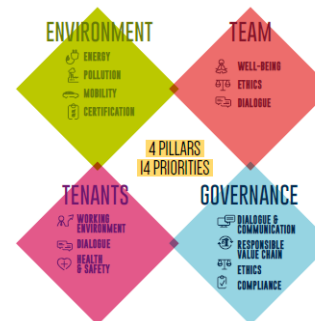 ENVIRONMENT
ENERGY
POLLUTION
MOBILITY
CERTIFICATION
TEAM
WELL-BEING
ETHICS
DIALOGUE
4 PILLARS
14 PRIORITIES
TENANTS
WORKING
ENVIRONMENT
DIALOGUE
HEALTH
& SAFETY
GOVERNANCE
DIALOGUE &
COMMUNICATION
RESPONSIBLE
VALUE CHAIN
ETHICS
COMPLIANCE